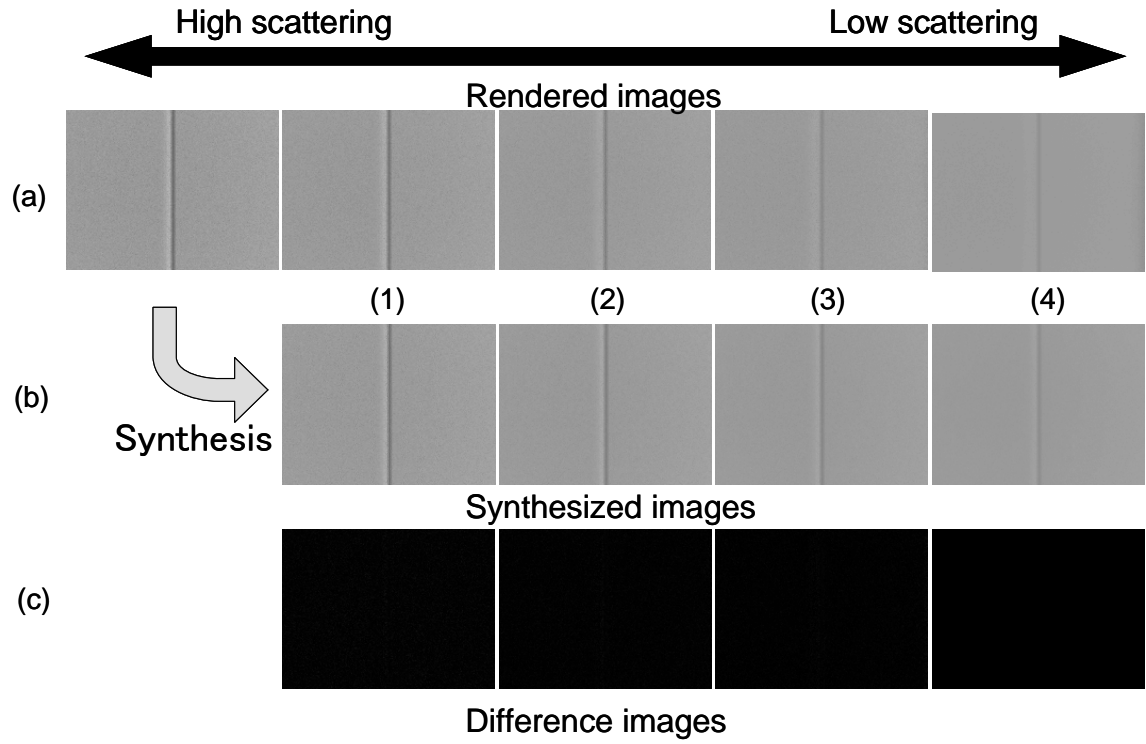 High scattering
Low scattering
Rendered images
(a)
(1)
(2)
(3)
(4)
(b)
Synthesis
Synthesized images
(c)
Difference images